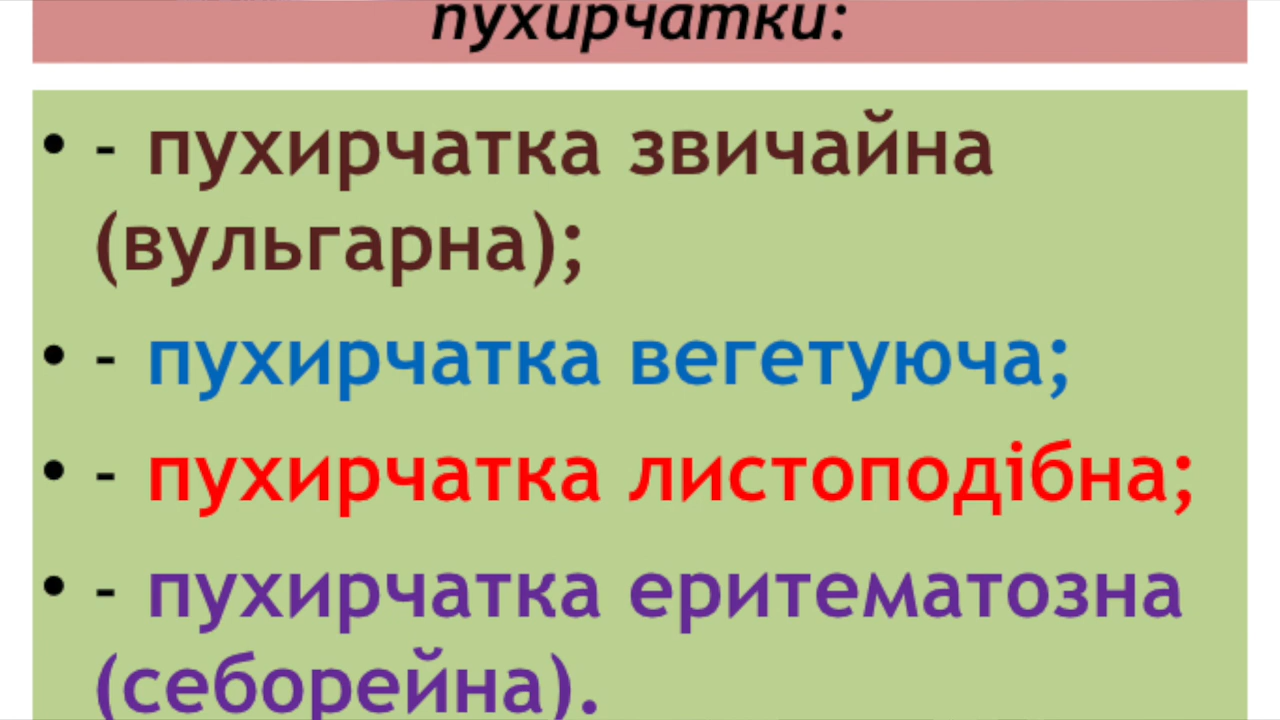 пухирчатки:
• - пухирчатка звичайна
(вульгарна);
• - пухирчатка вегетуюча;
• - пухирчатка листоподібна;
• - пухирчатка еритематозна
(себорейна).